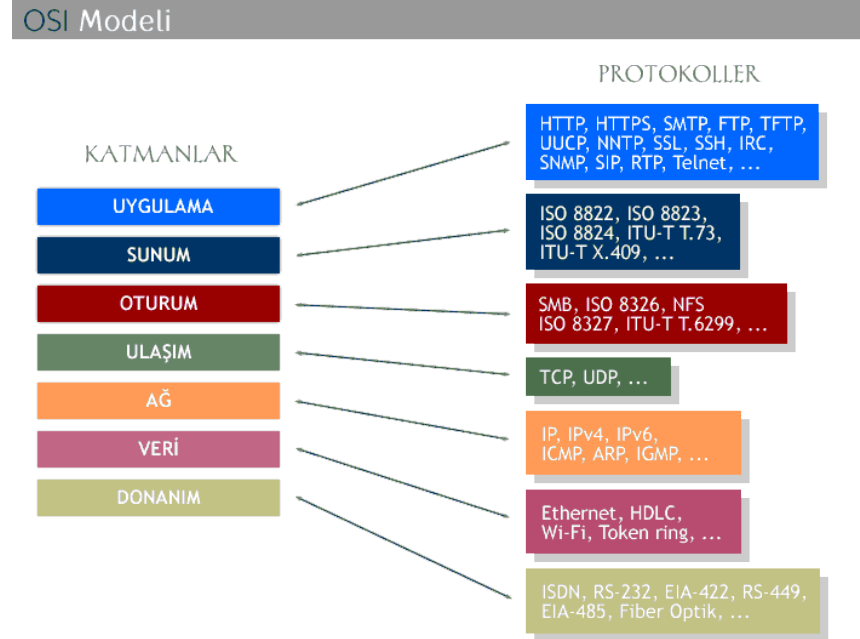 OSI Modeli
KATMANLAR
UYGULAMA
SUNUM
OTURUM
ULAŞIM
AĞ
VERİ
DONANIM
PROTOKOLLER
HTTP, HTTPS, SMTP, FTP, TFTP,
UUCP, NNTP, SSL, SSH, IRC,
SNMP, SIP, RTP, Telnet, ...
ISO 8822, ISO 8823,
ISO 8824, ITU-T T.73,
ITU-T X.409, ...
SMB, ISO 8326, NFS
ISO 8327, ITU-T T.6299, ...
TCP, UDP, ...
IP, IPv4, IPv6,
ICMP, ARP, IGMP, ...
Ethernet, HDLC,
Wi-Fi, Token ring, ...
ISDN, RS-232, EIA-422, RS-449,
EIA-485, Fiber Optik, ...